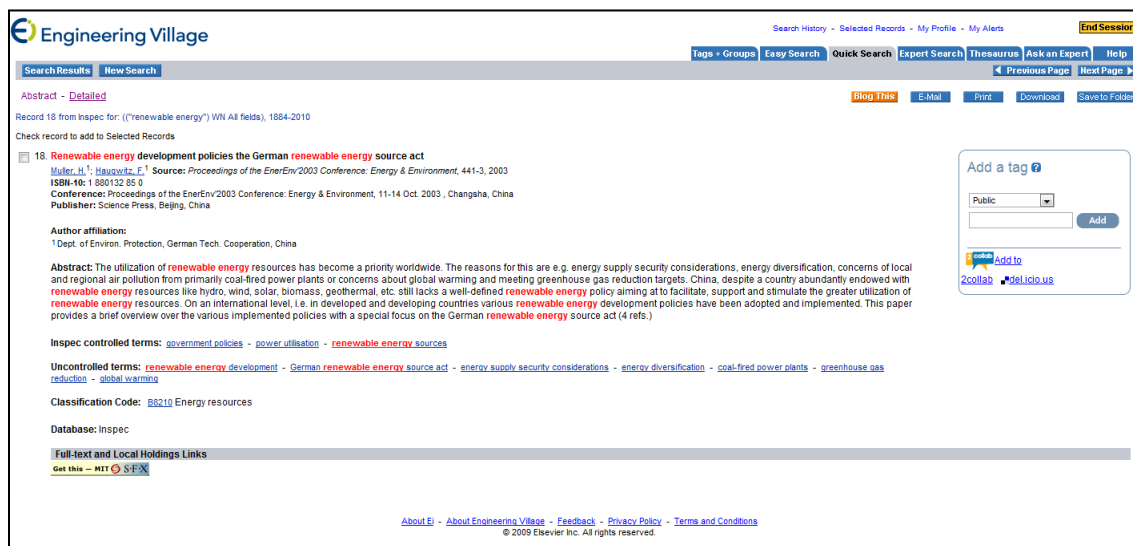 Engineering Village
Search History - Selected Records - My Profile - My Alerts
End Session
Tags + Groups Easy Search Quick Search Expert Search Thesaurus Ask an Expert Help
Search Results New Search
Previous Page Next Page
Abstract - Detailed
Blog This E-Mail Print Download Save to Folder
Record 18 from Inspec for: (("renewable energy") WN All fields), 1884-2010
Check record to add to Selected Records
18. Renewable energy development policies the German renewable energy source act
Muller, H.1; Haugwitz, F.1 Source: Proceedings of the EnerEnv'2003 Conference: Energy & Environment, 441-3, 2003
ISBN-10: 1 880132 85 0
Conference: Proceedings of the EnerEnv'2003 Conference: Energy & Environment, 11-14 Oct. 2003 , Changsha, China
Publisher: Science Press, Beijing, China
Author affiliation:
1 Dept. of Environ. Protection, German Tech. Cooperation, China
Abstract: The utilization of renewable energy resources has become a priority worldwide. The reasons for this are e.g. energy supply security considerations, energy diversification, concerns of local
and regional air pollution from primarily coal-fired power plants or concerns about global warming and meeting greenhouse gas reduction targets. China, despite a country abundantly endowed with
renewable energy resources like hydro, wind, solar, biomass, geothermal, etc. still lacks a well-defined renewable energy policy aiming at to facilitate, support and stimulate the greater utilization of
renewable energy resources. On an international level, i.e. in developed and developing countries various renewable energy development policies have been adopted and implemented. This paper
provides a brief overview over the various implemented policies with a special focus on the German renewable energy source act (4 refs.)
Inspec controlled terms: government policies - power utilisation - renewable energy sources
Uncontrolled terms: renewable energy development - German renewable energy source act - energy supply security considerations - energy diversification - coal-fired power plants - greenhouse gas
reduction - global warming
Classification Code: B8210 Energy resources
Database: Inspec
Full-text and Local Holdings Links
Get this — MIT S·F·X
Add a tag ?
Public
Add
2 collab Add to
2collab del.icio.us
About Ei - About Engineering Village - Feedback - Privacy Policy - Terms and Conditions
© 2009 Elsevier Inc. All rights reserved.